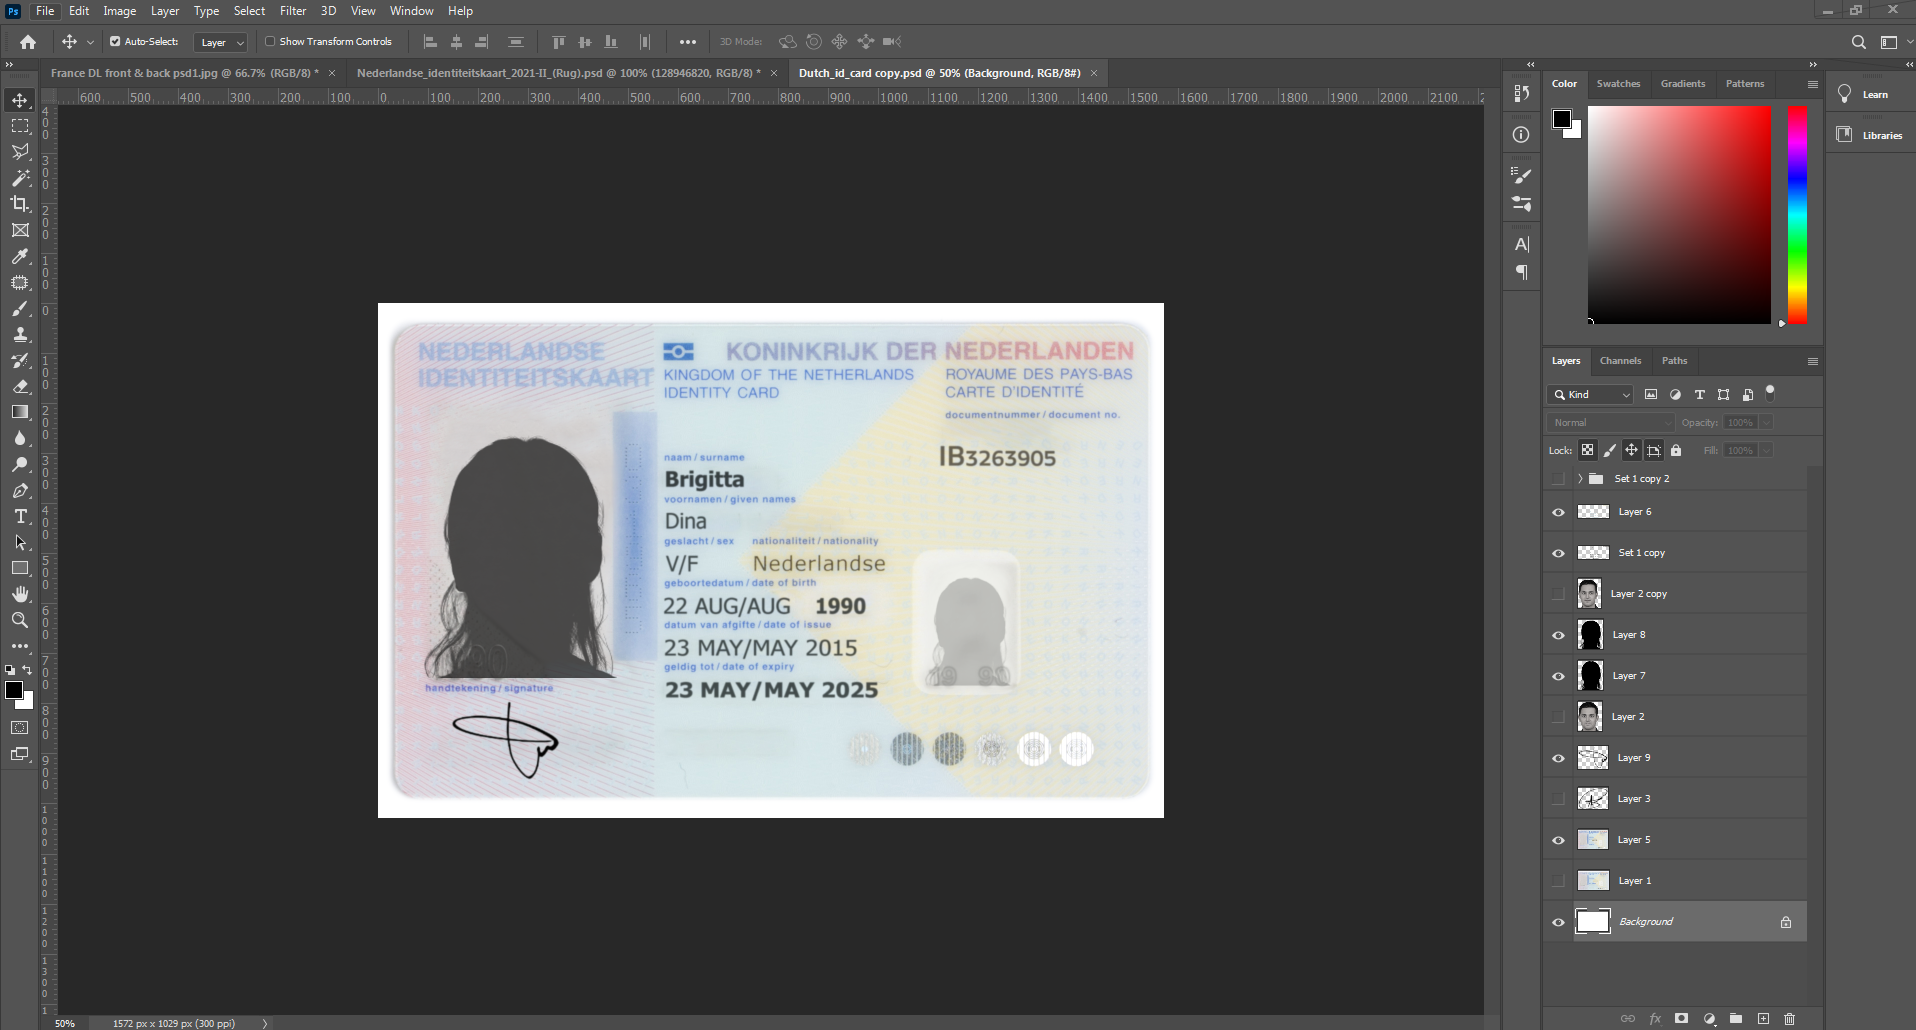 Ps File Edit Image Layer Type Select Filter 3D View Window Help
Auto-Select: Layer Show Transform Controls 3D Mode:
France DL front & back psd1.jpg @ 66.7% (RGB/8) * × Nederlandse_identiteitskaart_2021-II_(Rug).psd @ 100% (128946820, RGB/8) * × Dutch_id_card copy.psd @ 50% (Background, RGB/8#) ×
600 500 400 300 200 100 0 100 200 300 400 500 600 700 800 900 1000 1100 1200 1300 1400 1500 1600 1700 1800 1900 2000 2100
NEDERLANDSE
IDENTITEITSKAART
KONINKRIJK DER NEDERLANDEN
KINGDOM OF THE NETHERLANDS ROYAUME DES PAYS-BAS
IDENTITY CARD CARTE D'IDENTITÉ
documentnummer / document no.
IB3263905
naam / surname
Brigitta
voornamen / given names
Dina
geslacht / sex nationaliteit / nationality
V/F Nederlandse
geboortedatum / date of birth
22 AUG/AUG 1990
datum van afgifte / date of issue
23 MAY/MAY 2015
geldig tot / date of expiry
23 MAY/MAY 2025
handtekening / signature
Color Swatches Gradients Patterns
Learn
Libraries
Layers Channels Paths
Kind
Normal Opacity: 100%
Lock: Fill: 100%
Set 1 copy 2
Layer 6
Set 1 copy
Layer 2 copy
Layer 8
Layer 7
Layer 2
Layer 9
Layer 3
Layer 5
Layer 1
Background
50% 1572 px x 1029 px (300 ppi)